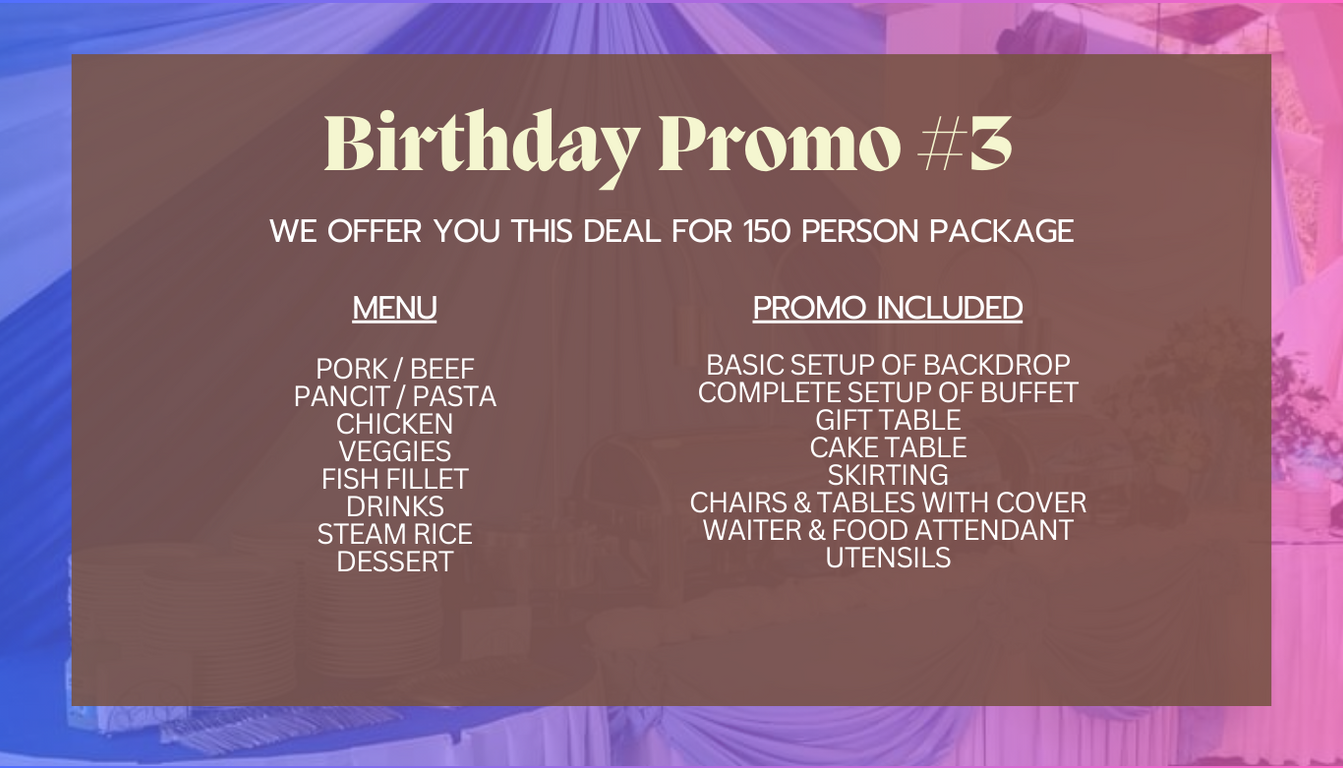 Birthday Promo #3
WE OFFER YOU THIS DEAL FOR 150 PERSON PACKAGE
MENU
PORK / BEEF
PANCIT / PASTA
CHICKEN
VEGGIES
FISH FILLET
DRINKS
STEAM RICE
DESSERT
PROMO INCLUDED
BASIC SETUP OF BACKDROP
COMPLETE SETUP OF BUFFET
GIFT TABLE
CAKE TABLE
SKIRTING
CHAIRS & TABLES WITH COVER
WAITER & FOOD ATTENDANT
UTENSILS